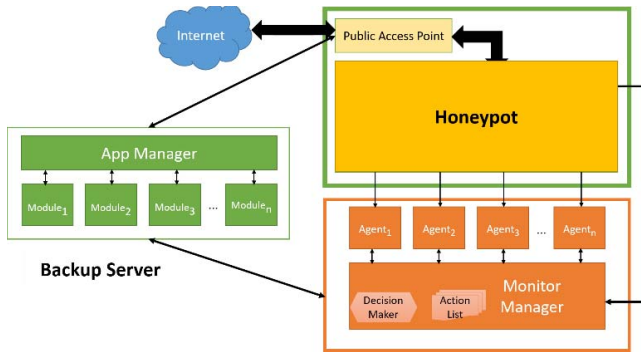 Internet
Public Access Point
Honeypot
App Manager
Module1 Module2 Module3 ... Modulen
Backup Server
Agent1 Agent2 Agent3 ... Agentn
Monitor
Manager
Decision
Maker
Action
List